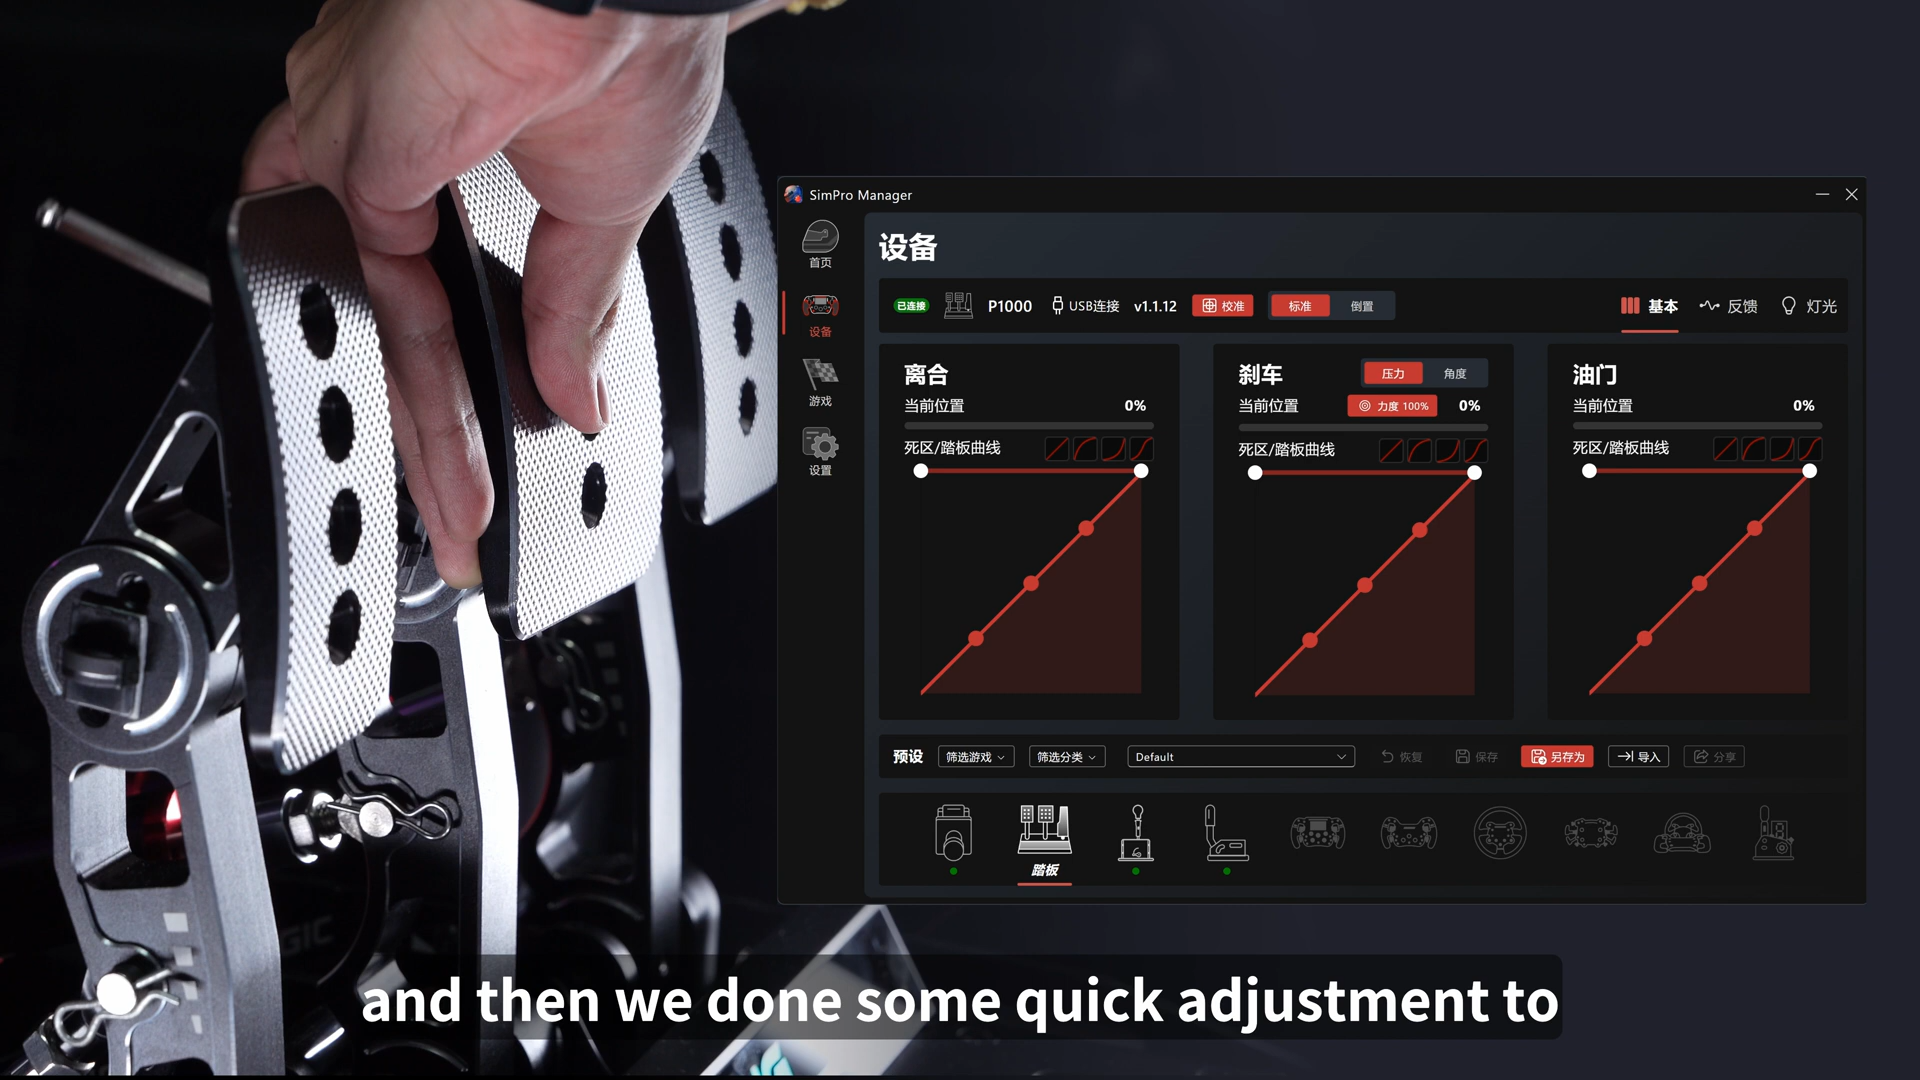 SimPro Manager
首页
设备
游戏
设置
设备
已连接
P1000
USB连接
v1.1.12
校准
标准
倒置
基本
反馈
灯光
离合
当前位置
0%
死区/踏板曲线
刹车
压力
角度
当前位置
力度 100%
0%
死区/踏板曲线
油门
当前位置
0%
死区/踏板曲线
预设
筛选游戏
筛选分类
Default
恢复
保存
另存为
导入
分享
踏板
GIC
and then we done some quick adjustment to